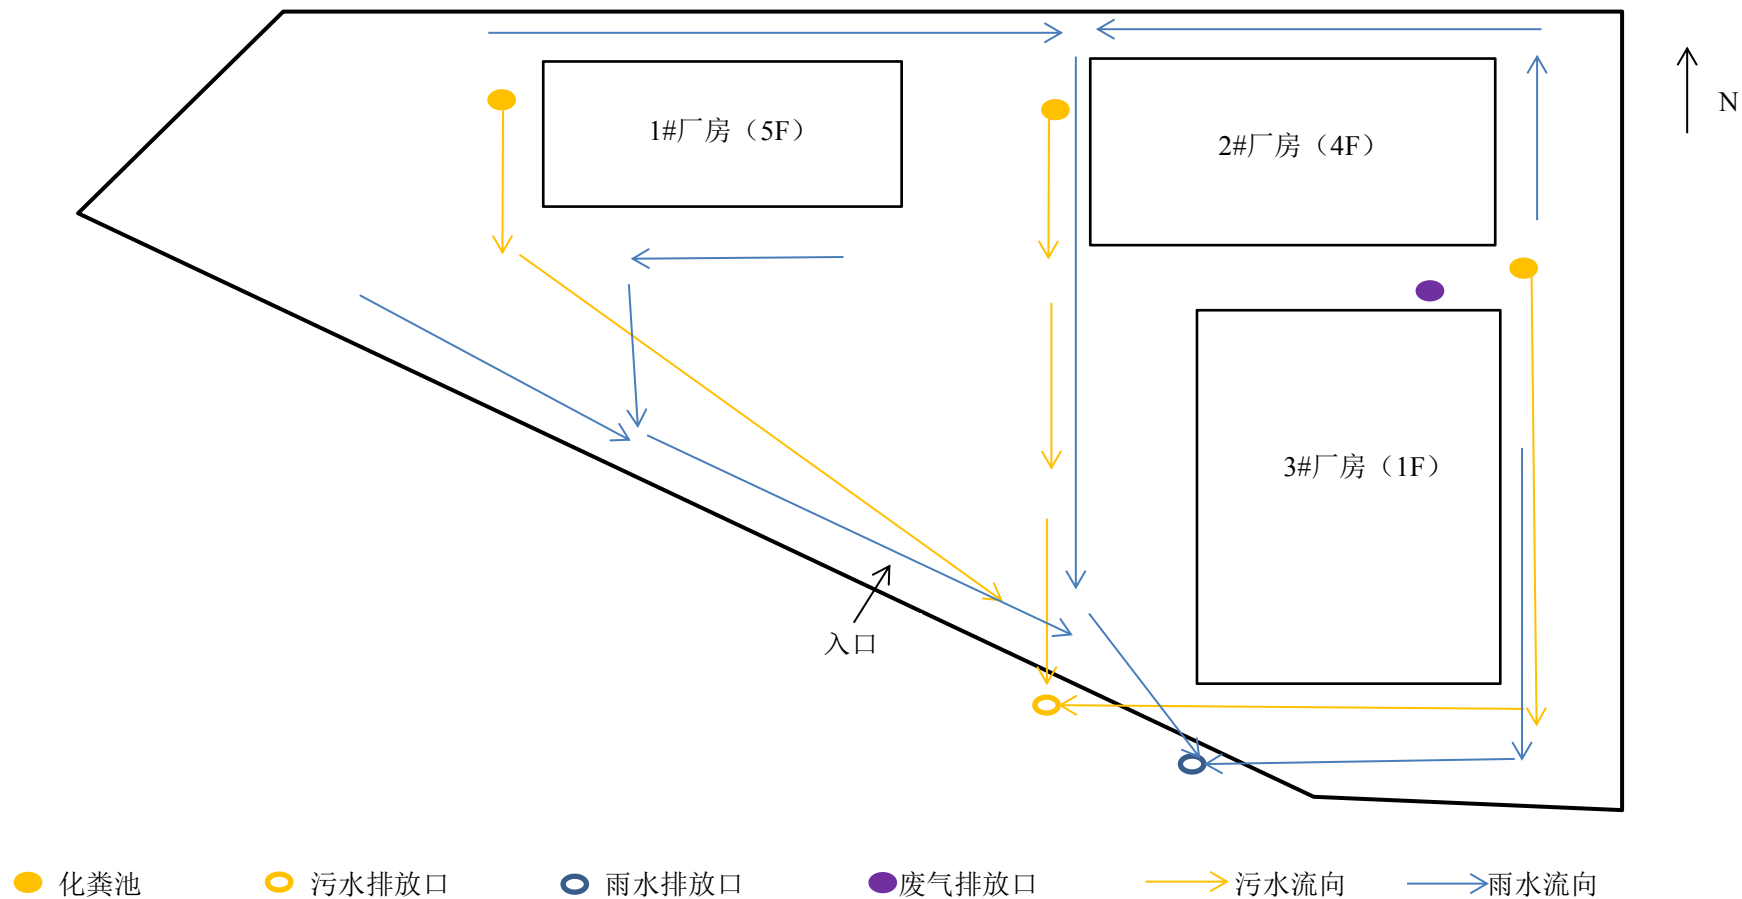 N
1#厂房（5F）
2#厂房（4F）
3#厂房（1F）
入口
化粪池
污水排放口
雨水排放口
废气排放口
污水流向
雨水流向